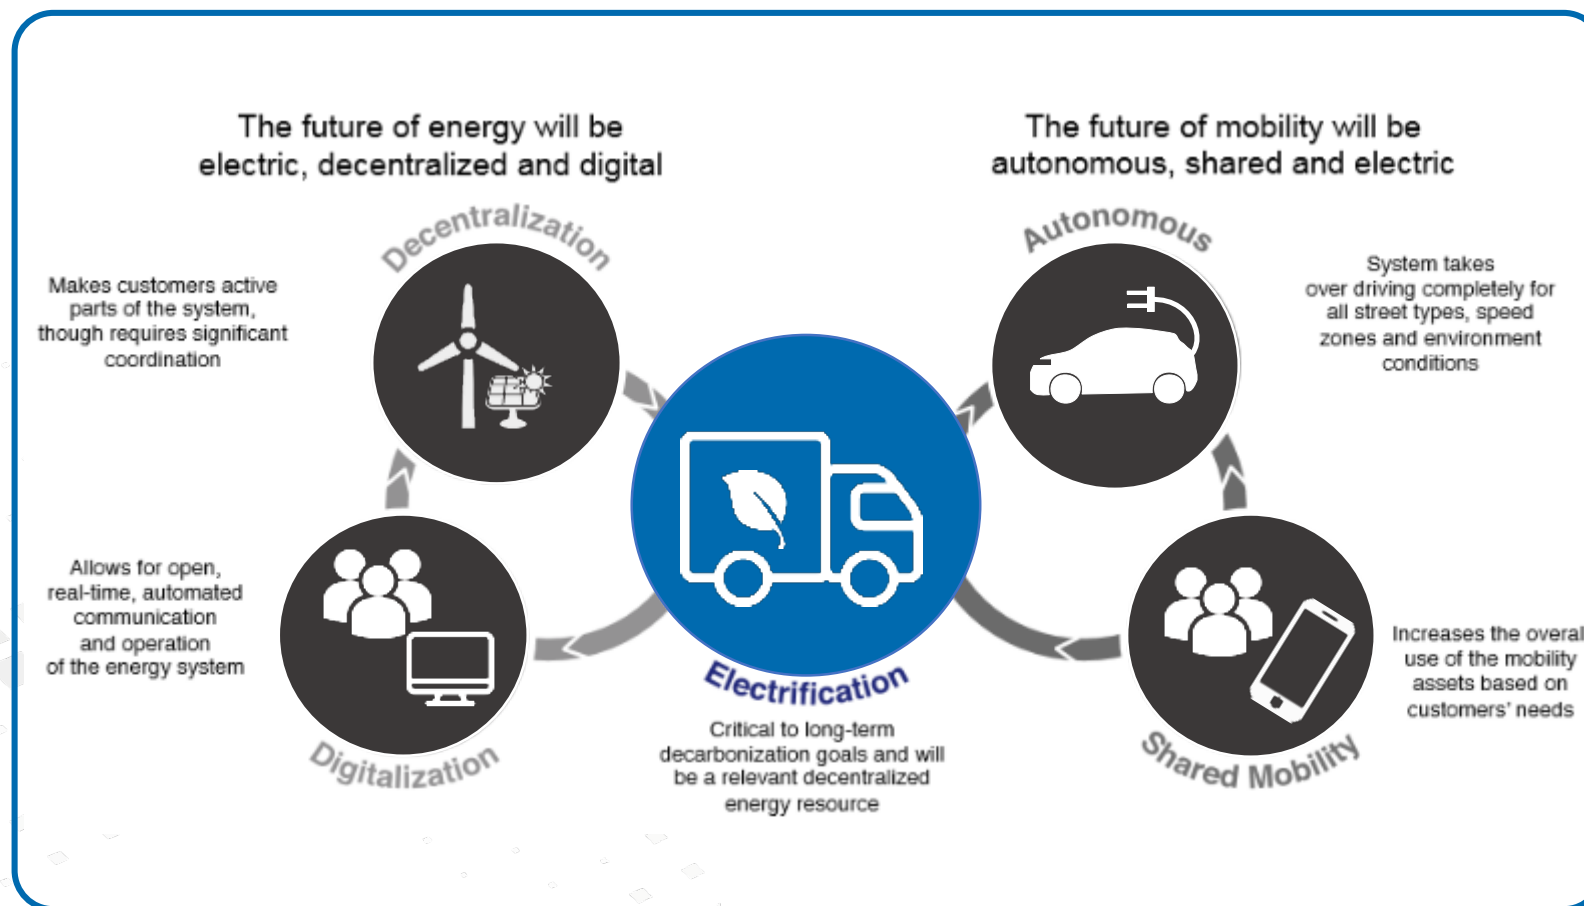 The future of energy will be
electric, decentralized and digital
Decentralization
Makes customers active
parts of the system,
though requires significant
coordination
Allows for open,
real-time, automated
communication
and operation
of the energy system
Digitalization
Electrification
Critical to long-term
decarbonization goals and will
be a relevant decentralized
energy resource
The future of mobility will be
autonomous, shared and electric
Autonomous
System takes
over driving completely for
all street types, speed
zones and environment
conditions
Increases the overal
use of the mobility
assets based on
customers' needs
Shared Mobility